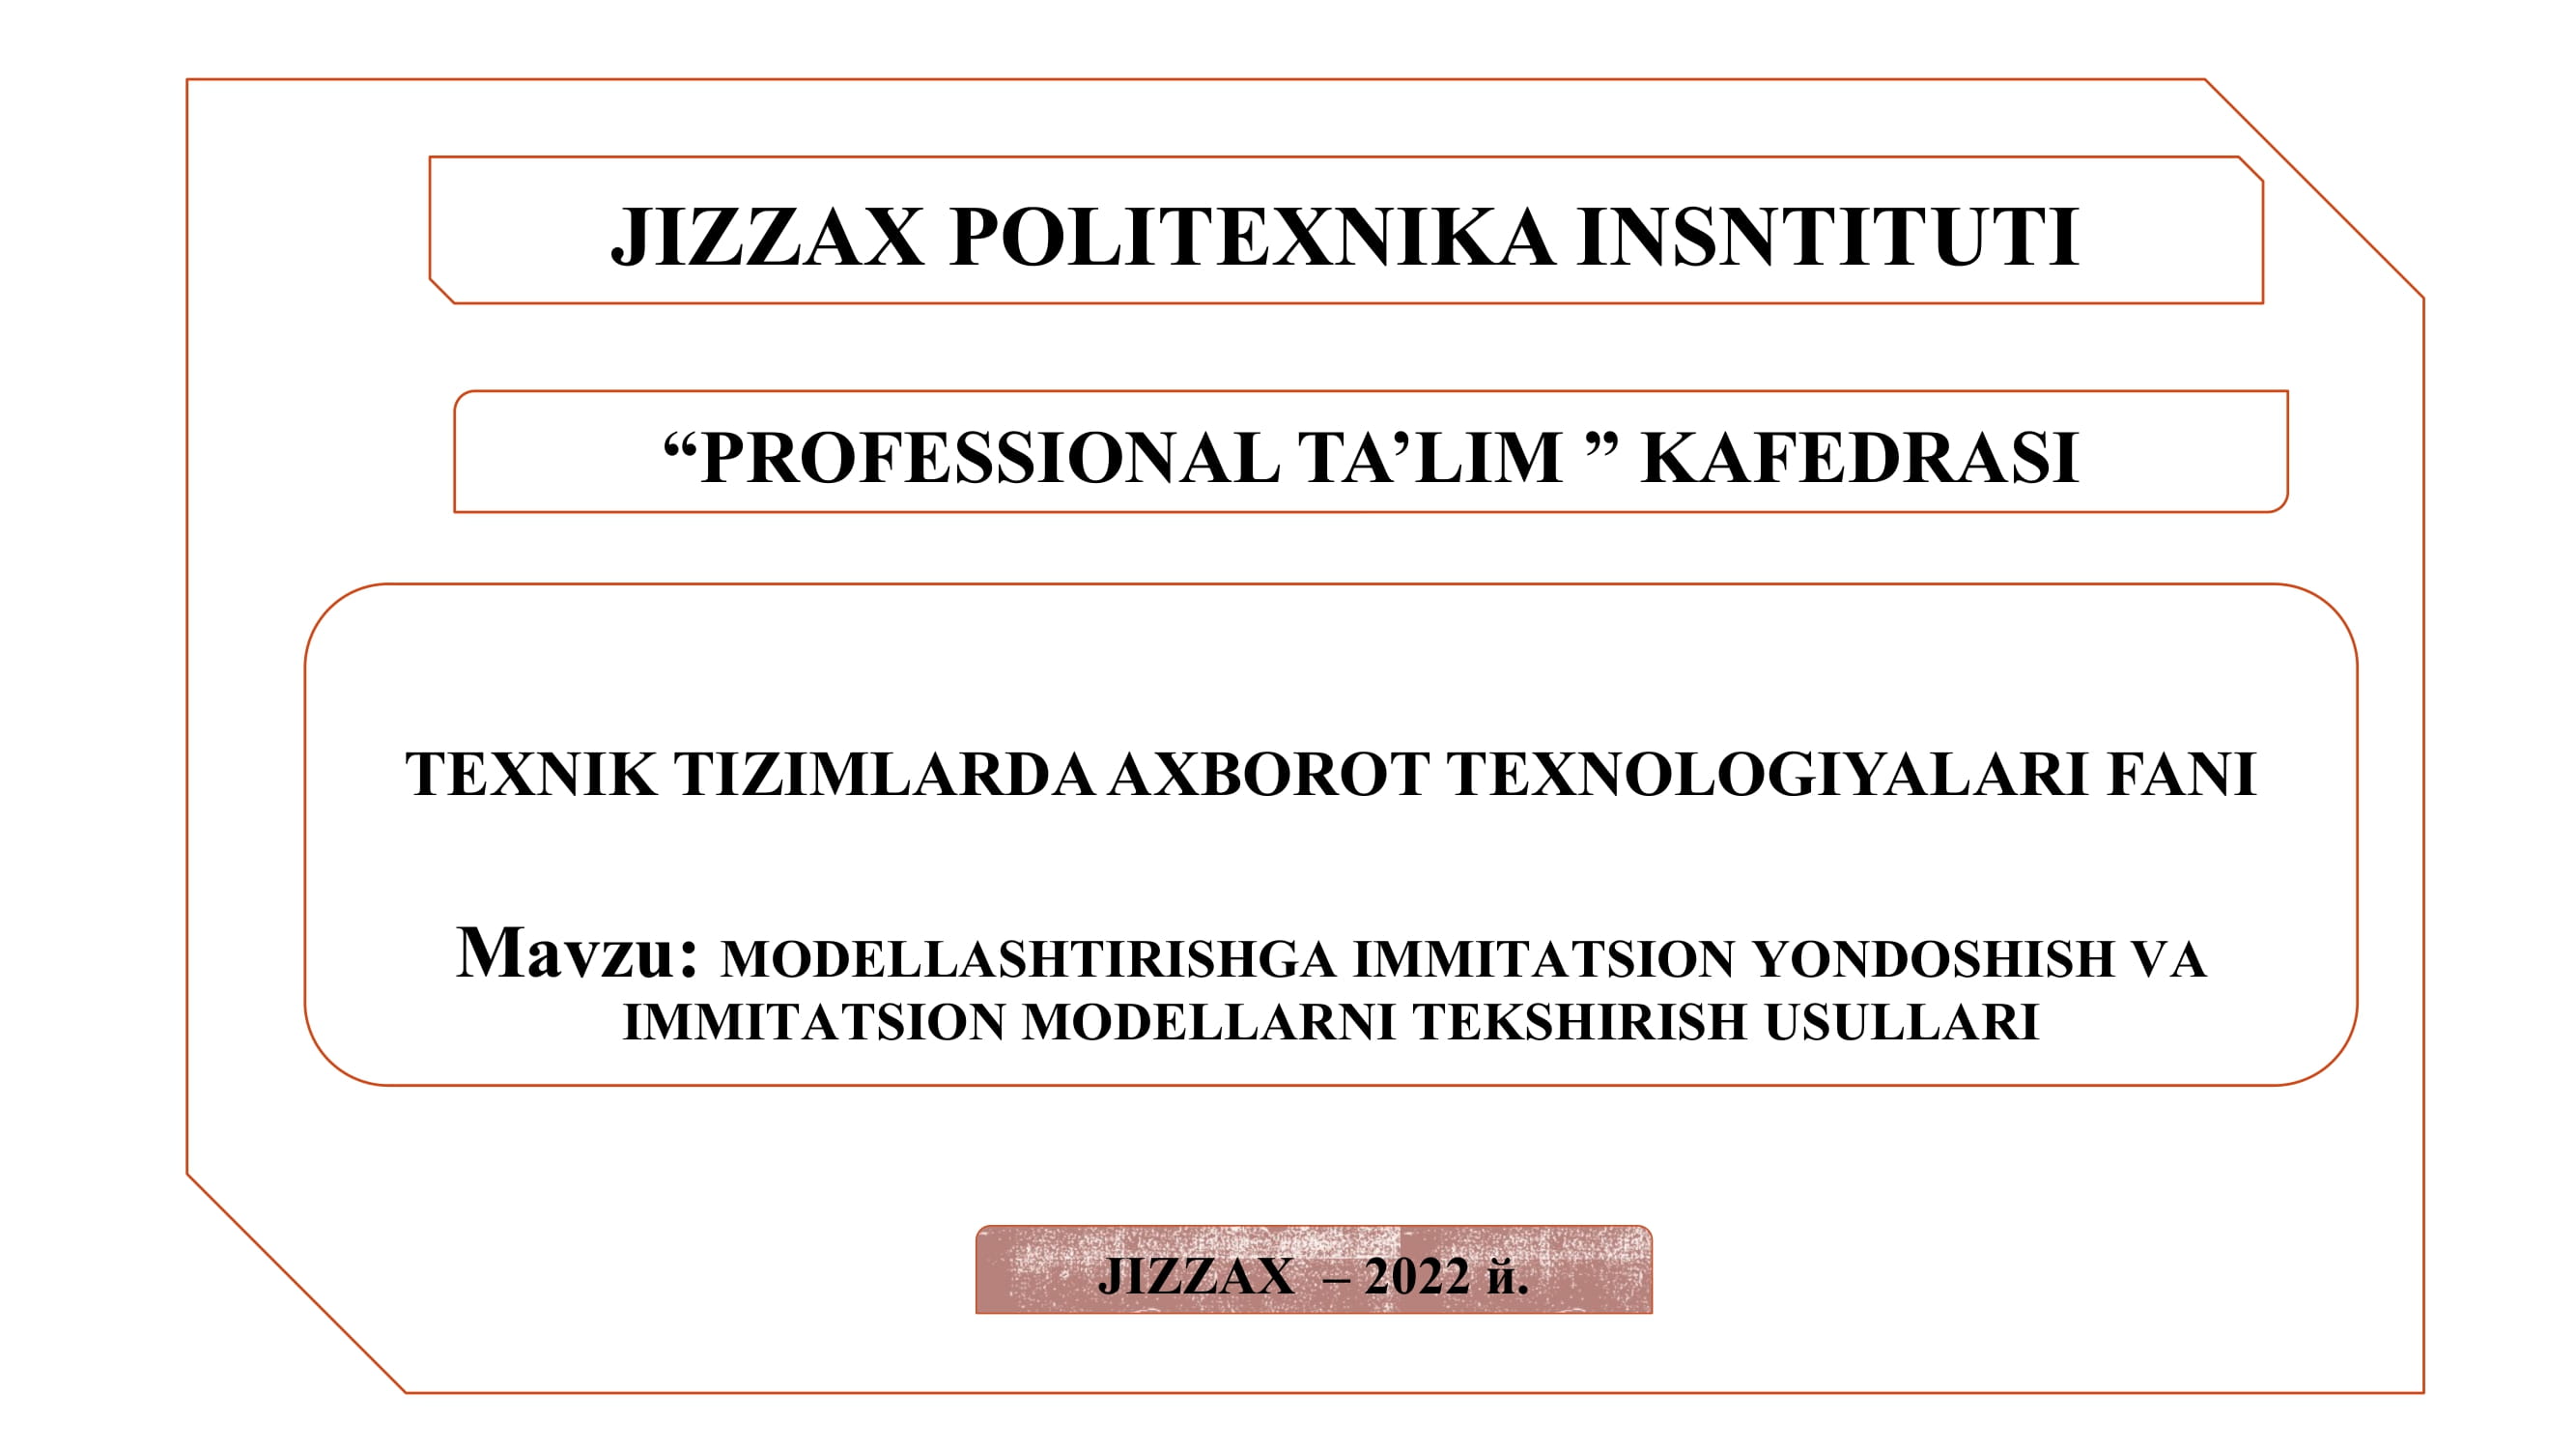 JIZZAX POLITEXNIKA INSNTITUTI
“PROFESSIONAL TA’LIM ” KAFEDRASI
TEXNIK TIZIMLARDA AXBOROT TEXNOLOGIYALARI FANI
Mavzu: MODELLASHTIRISHGA IMMITATSION YONDOSHISH VA
IMMITATSION MODELLARNI TEKSHIRISH USULLARI
JIZZAX – 2022 й.